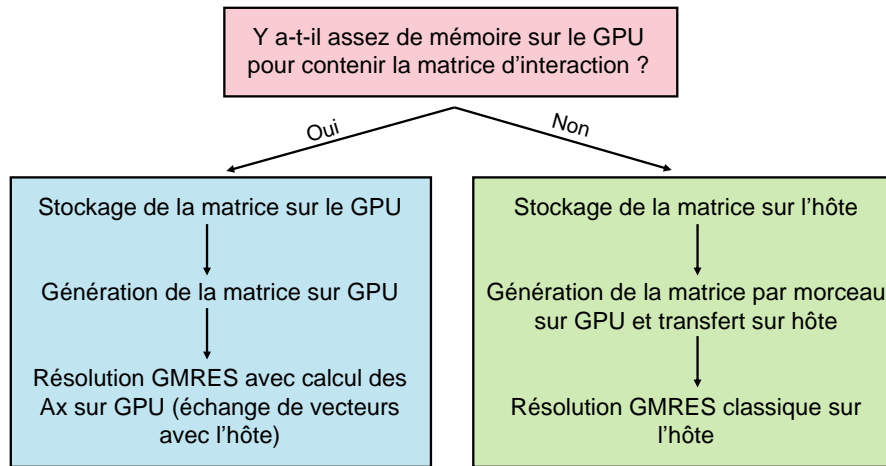 Y a-t-il assez de mémoire sur le GPU
pour contenir la matrice d'interaction ?
Oui
Non
Stockage de la matrice sur le GPU
Génération de la matrice sur GPU
Résolution GMRES avec calcul des
Ax sur GPU (échange de vecteurs
avec l'hôte)
Stockage de la matrice sur l'hôte
Génération de la matrice par morceau
sur GPU et transfert sur hôte
Résolution GMRES classique sur
l'hôte